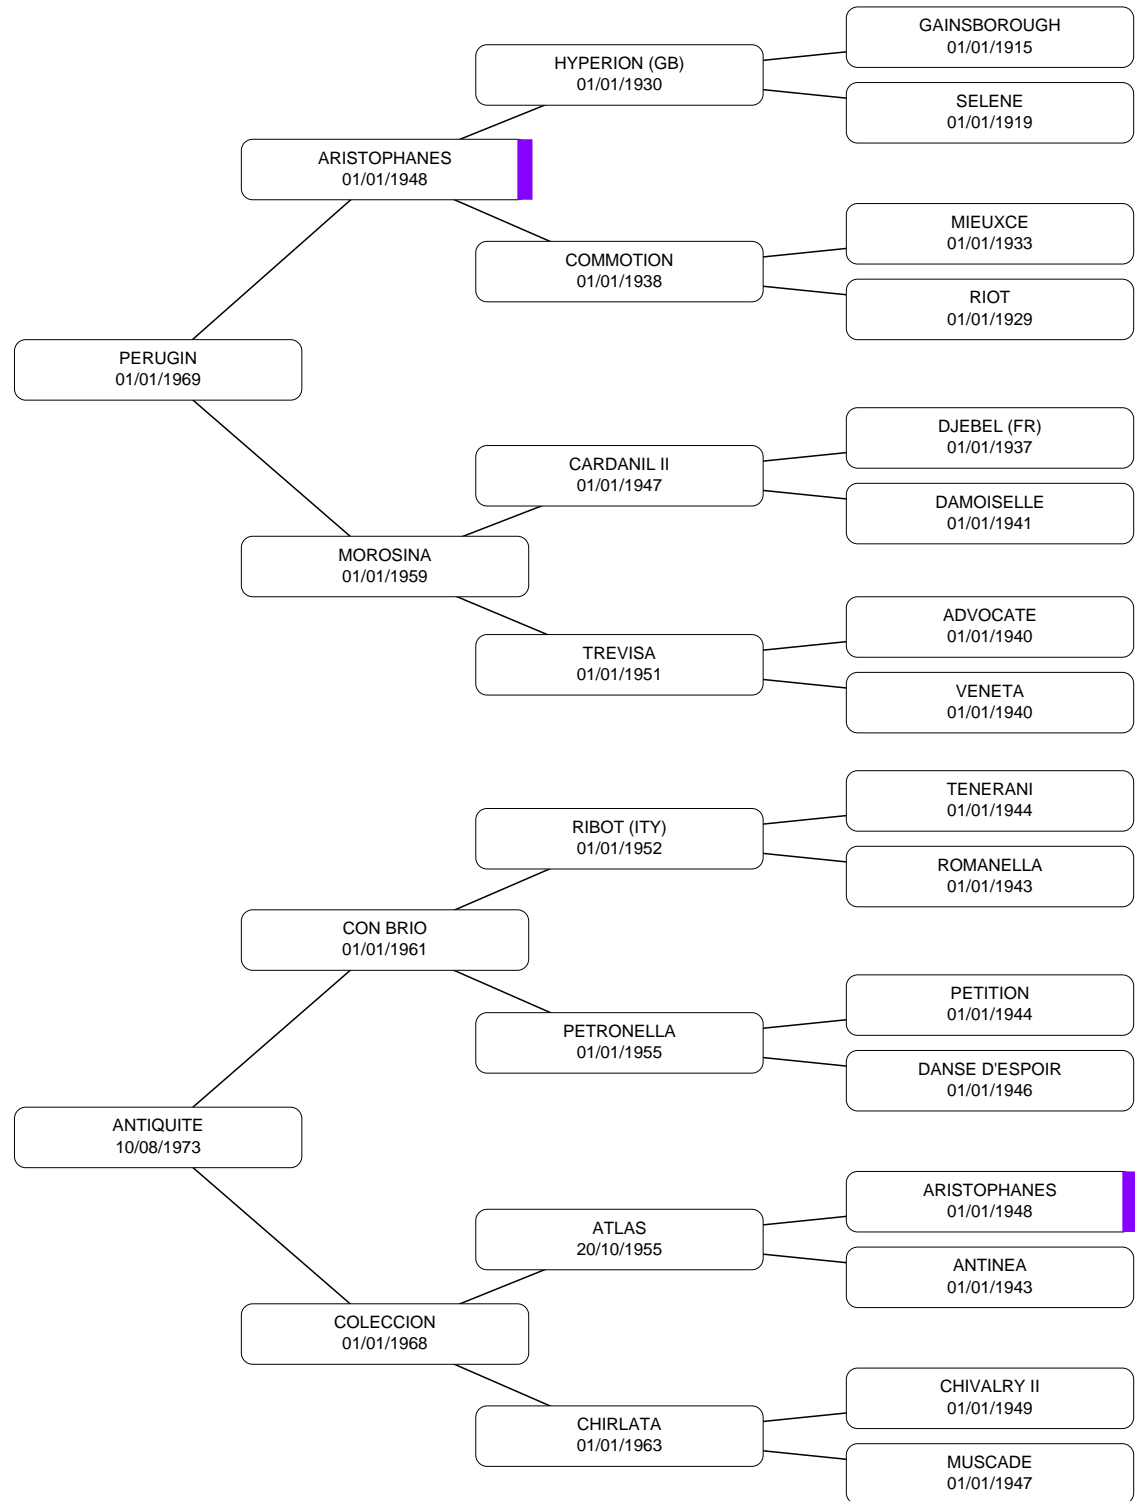 GAINSBOROUGH
01/01/1915
HYPERION (GB)
01/01/1930
SELENE
01/01/1919
ARISTOPHANES
01/01/1948
MIEUXCE
01/01/1933
COMMOTION
01/01/1938
RIOT
01/01/1929
PERUGIN
01/01/1969
DJEBEL (FR)
01/01/1937
CARDANIL II
01/01/1947
DAMOISELLE
01/01/1941
MOROSINA
01/01/1959
ADVOCATE
01/01/1940
TREVISA
01/01/1951
VENETA
01/01/1940
TENERANI
01/01/1944
RIBOT (ITY)
01/01/1952
ROMANELLA
01/01/1943
CON BRIO
01/01/1961
PETITION
01/01/1944
PETRONELLA
01/01/1955
DANSE D'ESPOIR
01/01/1946
ANTIQUITE
10/08/1973
ARISTOPHANES
01/01/1948
ATLAS
20/10/1955
ANTINEA
01/01/1943
COLECCION
01/01/1968
CHIVALRY II
01/01/1949
CHIRLATA
01/01/1963
MUSCADE
01/01/1947